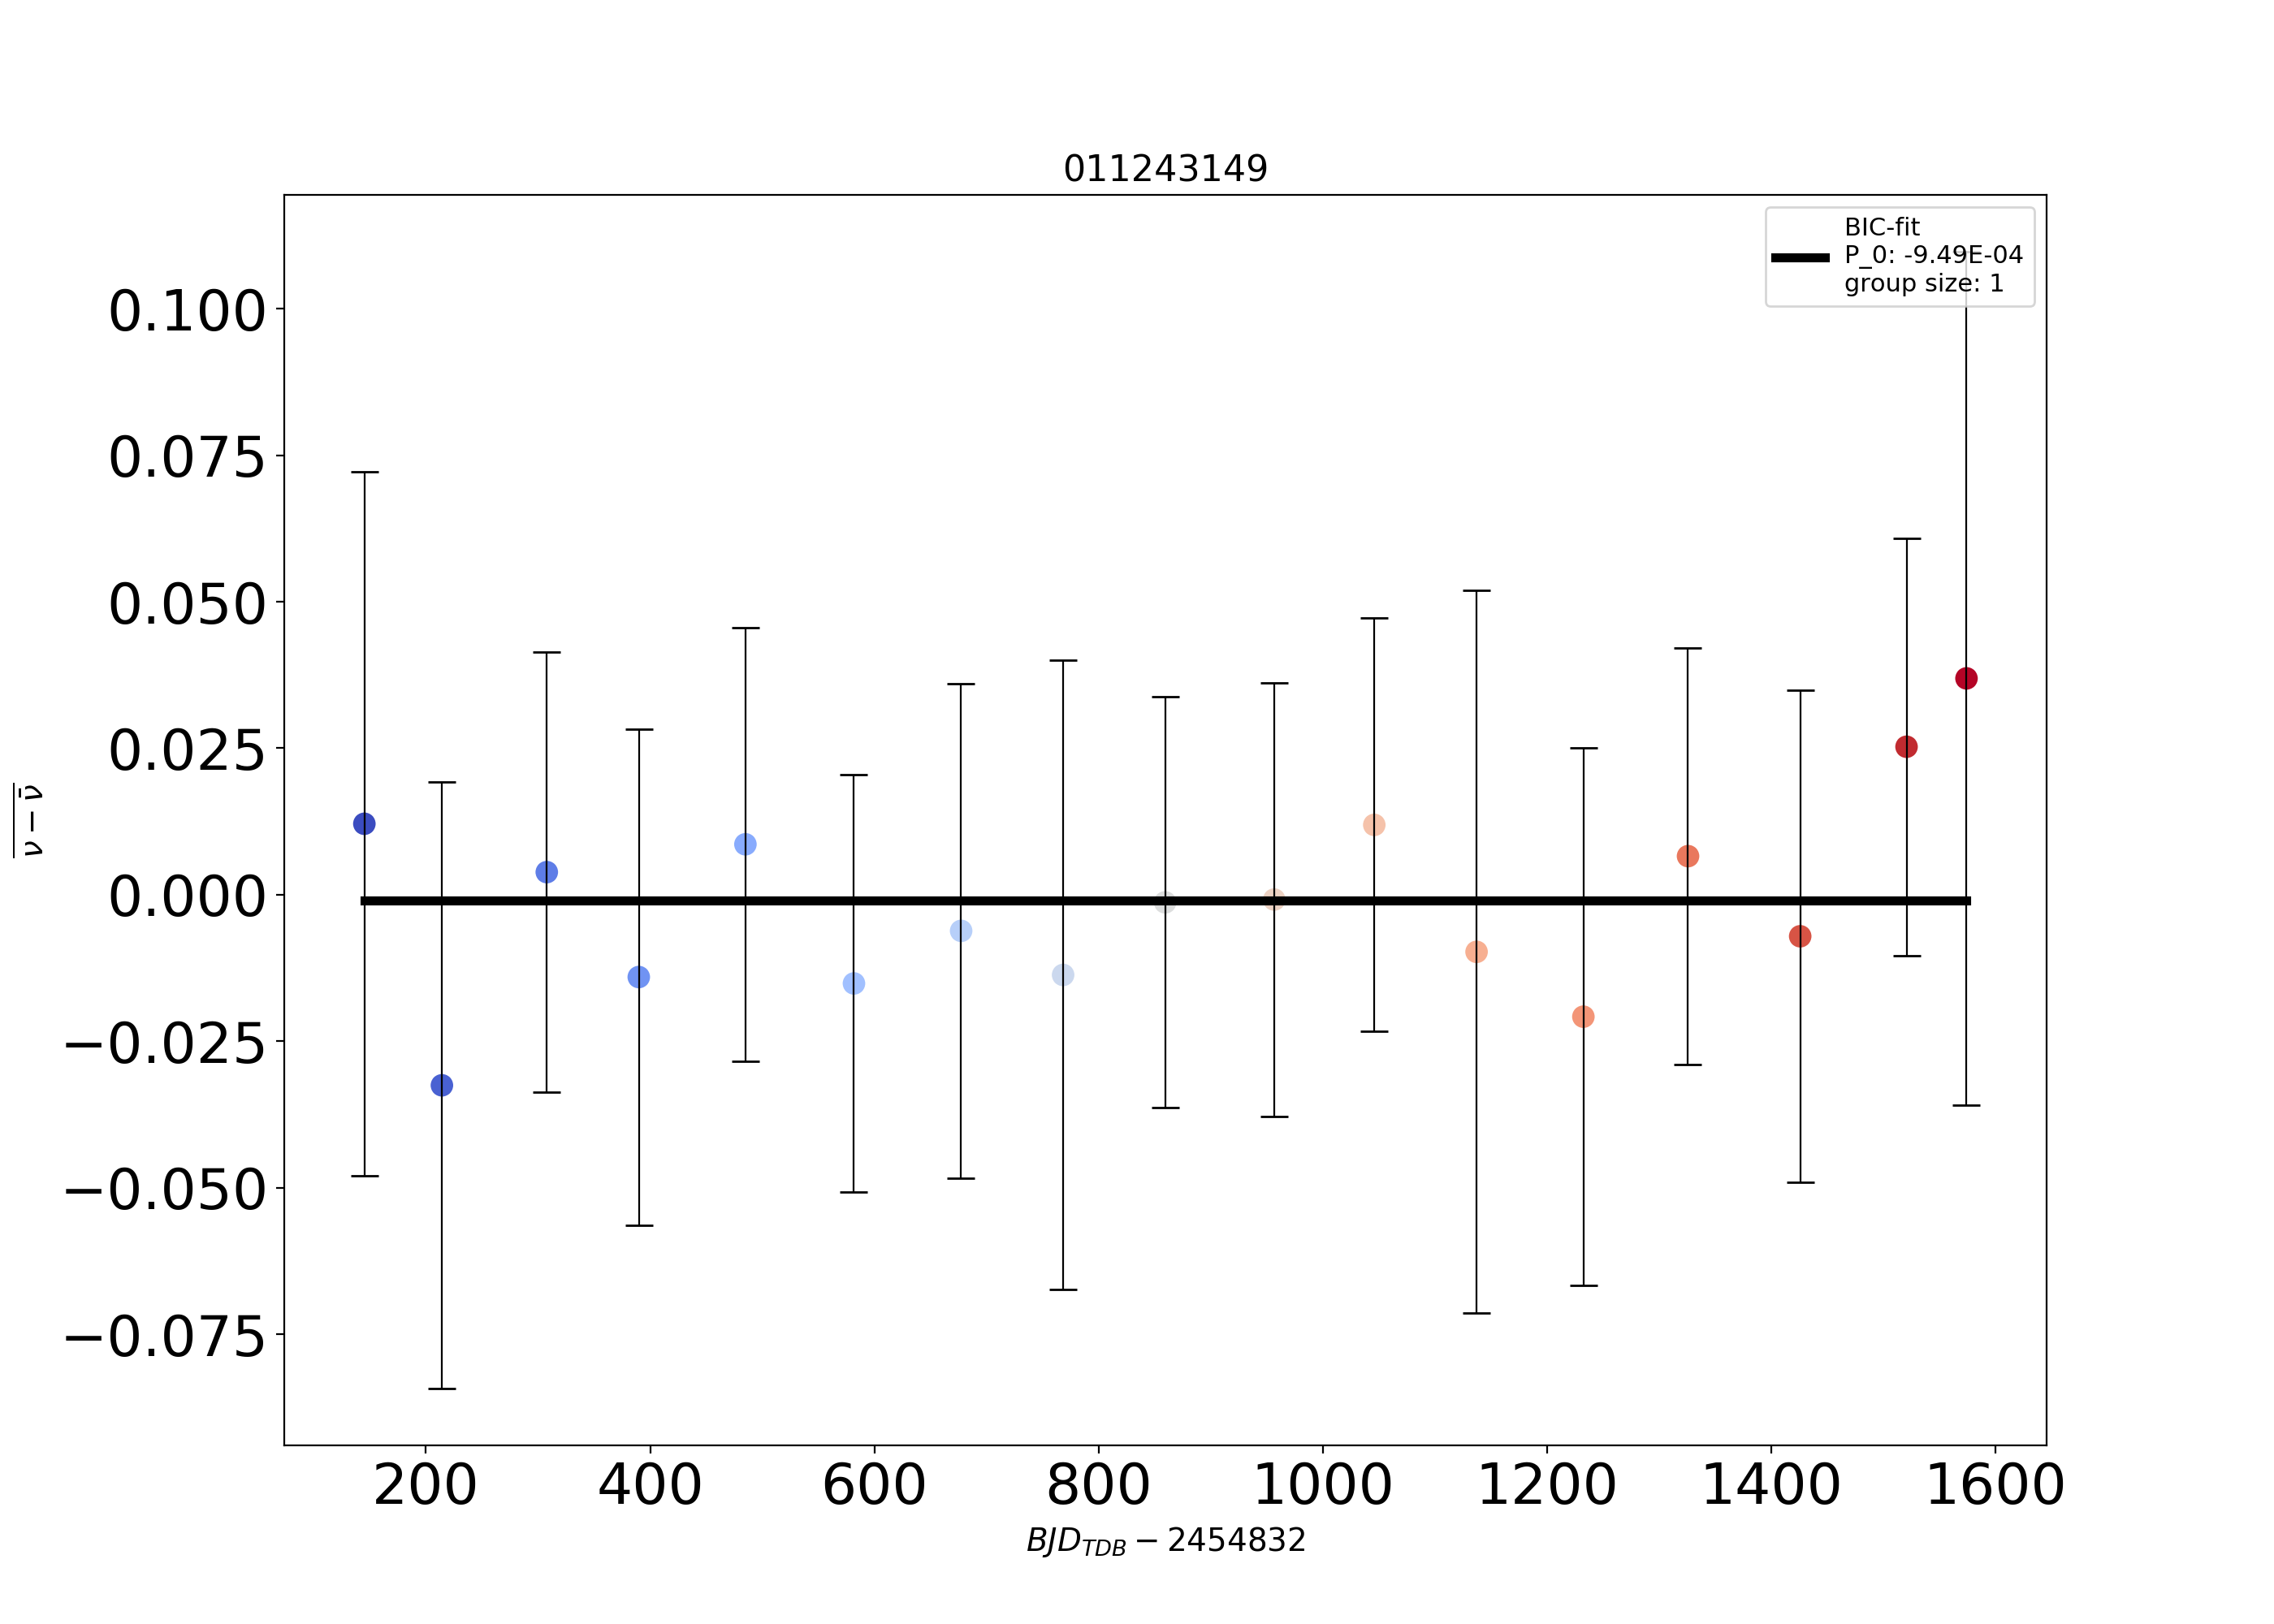 011243149
BIC-fit
P_0: -9.49E-04
group size: 1
0.100
0.075
0.050
0.025
0.000
−0.025
−0.050
−0.075
ν − ν̄
200 400 600 800 1000 1200 1400 1600
BJD_TDB − 2454832